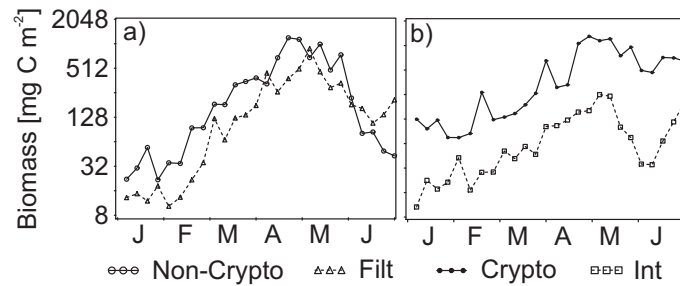 Biomass [mg C m-2]
2048
512
128
32
8
a)
b)
J F M A M J
J F M A M J
Non-Crypto Filt Crypto Int